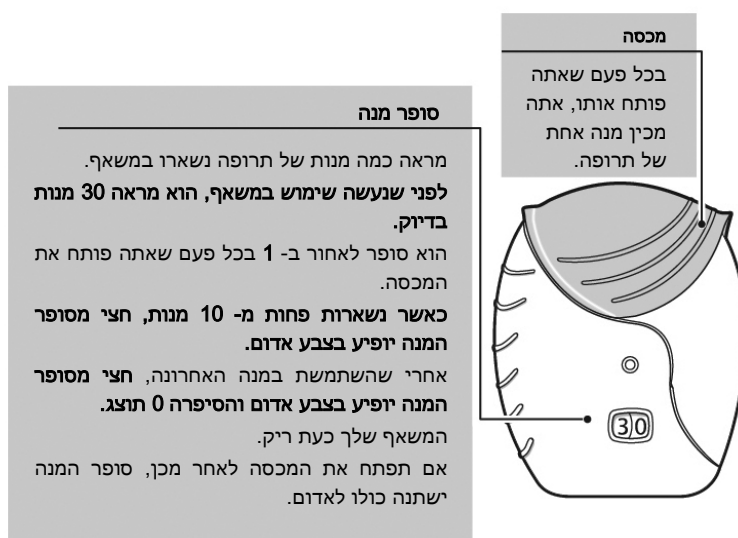 מכסה
בכל פעם שאתה
פותח אותו, אתה
מכין מנה אחת
של תרופה.
סופר מנה
מראה כמה מנות של תרופה נשארו במשאף.
לפני שנעשה שימוש במשאף, הוא מראה 30 מנות
בדיוק.
הוא סופר לאחור ב- 1 בכל פעם שאתה פותח את
המכסה.
כאשר נשארות פחות מ- 10 מנות, חצי מסופר
המנה יופיע בצבע אדום.
אחרי שהשתמשת במנה האחרונה, חצי מסופר
המנה יופיע בצבע אדום והסיפרה 0 תוצג.
המשאף שלך כעת ריק.
אם תפתח את המכסה לאחר מכן, סופר המנה
ישתנה כולו לאדום.
30